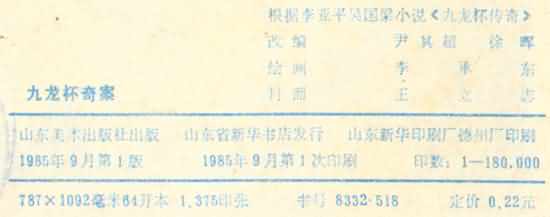 根据李亚平吴国梁小说《九龙杯传奇》
改编 尹其超 徐晖
绘画 李承东
封面 王立志
九龙杯奇案
山东美术出版社出版 山东省新华书店发行 山东新华印刷厂德州厂印刷
1985年9月第1版 1985年9月第1次印刷 印数：1—180,000
787×1092毫米64开本 1.375印张 书号 8332·518 定价 0.22元